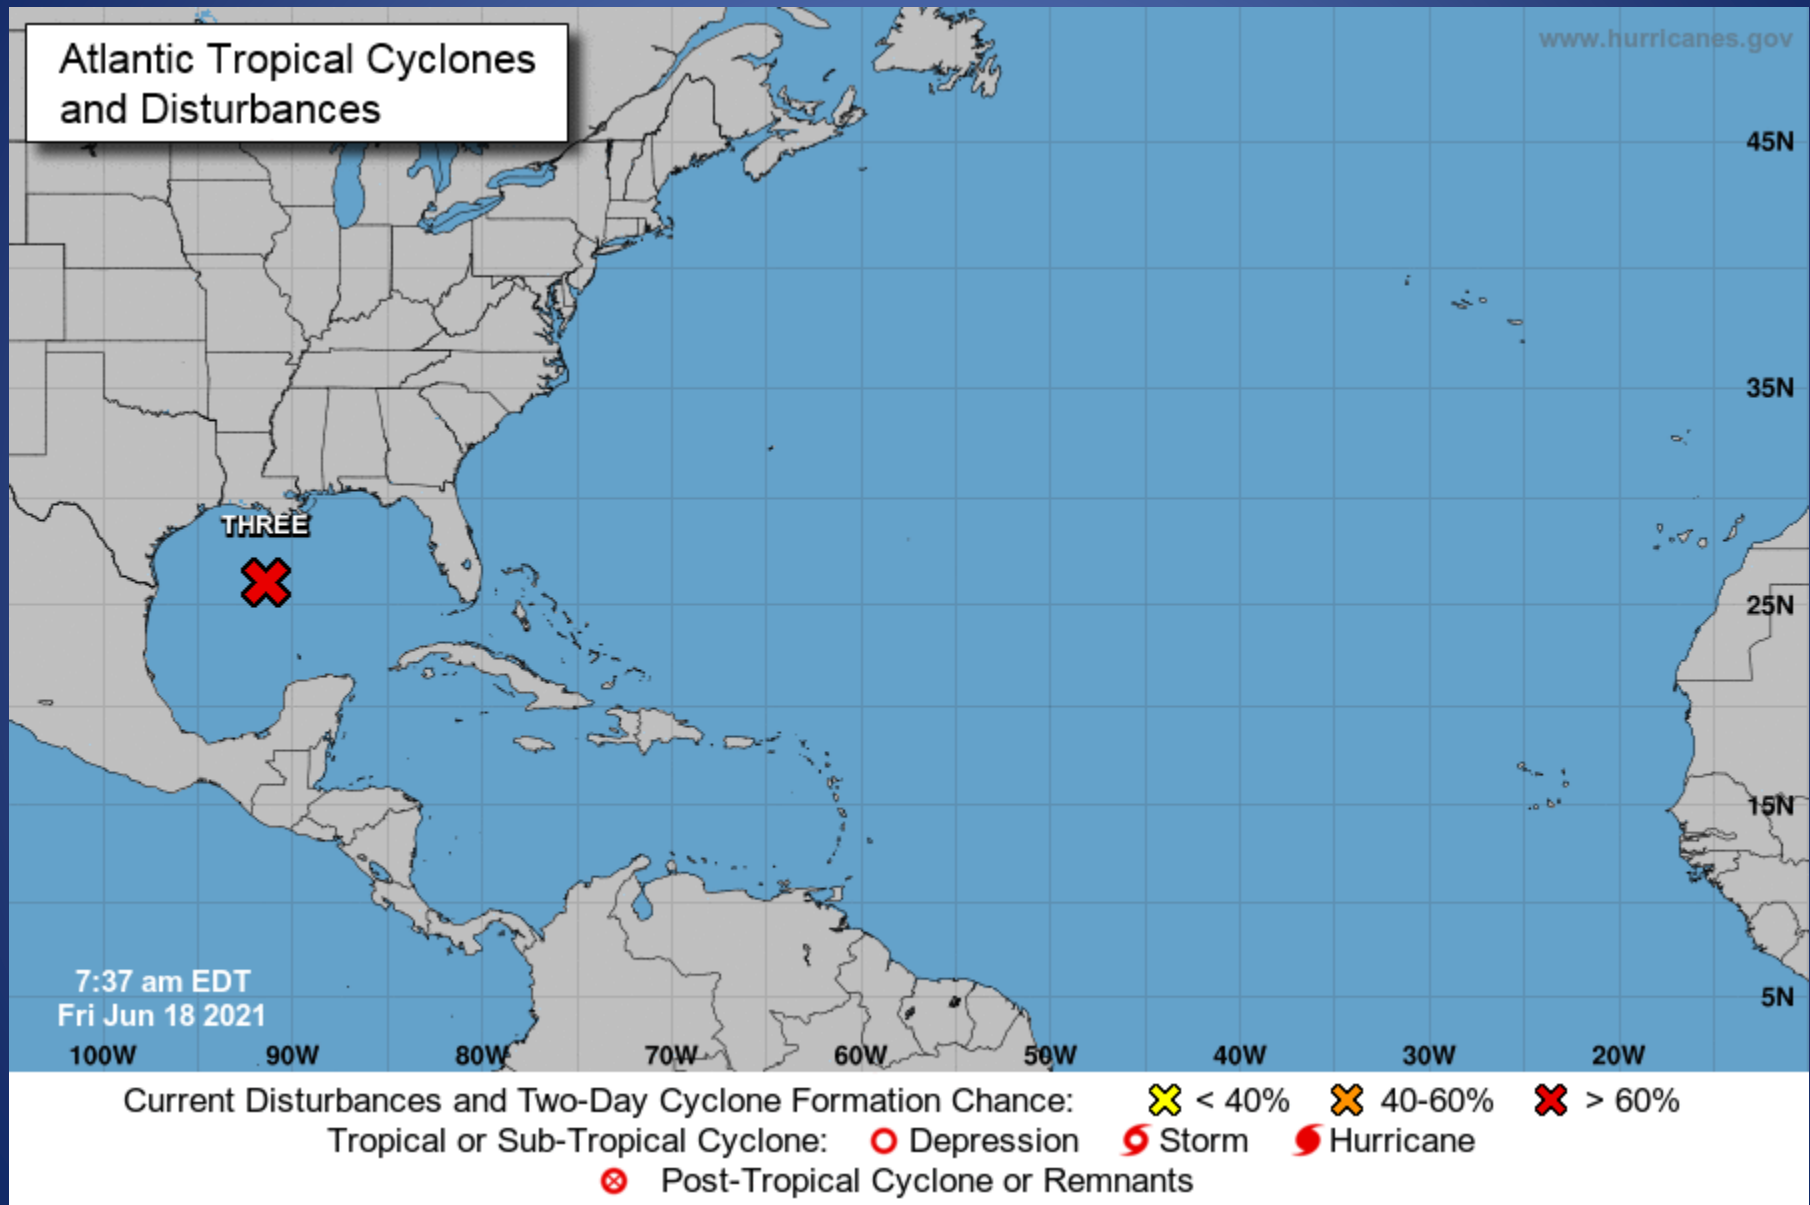 Atlantic Tropical Cyclones
and Disturbances
www.hurricanes.gov
45N
35N
THREE
25N
15N
7:37 am EDT
Fri Jun 18 2021
5N
100W 90W 80W 70W 60W 50W 40W 30W 20W
Current Disturbances and Two-Day Cyclone Formation Chance: < 40% 40-60% > 60%
Tropical or Sub-Tropical Cyclone: Depression Storm Hurricane
Post-Tropical Cyclone or Remnants